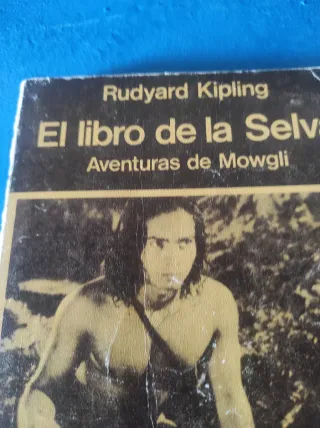 Rudyard Kipling
El libro de la Selva
Aventuras de Mowgli